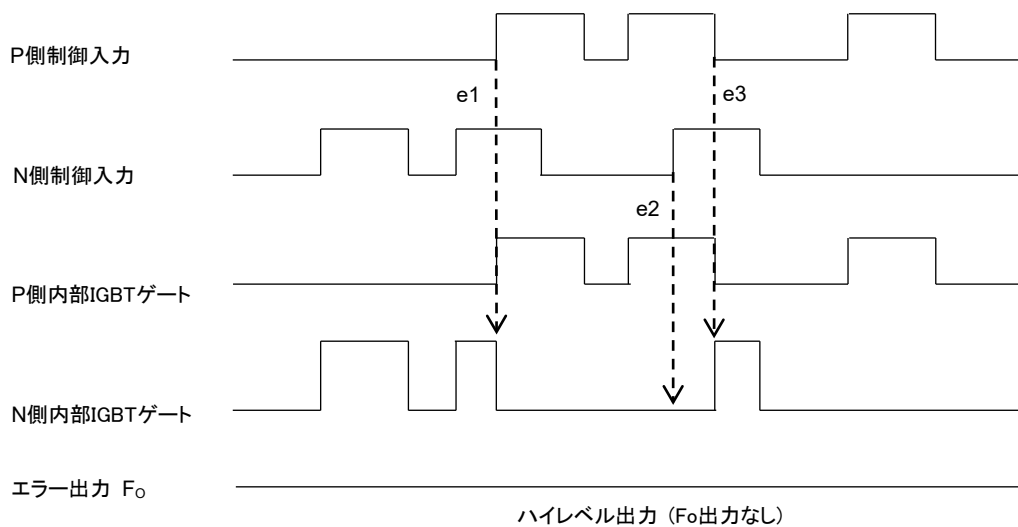 P側制御入力
e1
e3
N側制御入力
e2
P側内部IGBTゲート
N側内部IGBTゲート
エラー出力 Fo
ハイレベル出力 (Fo出力なし)